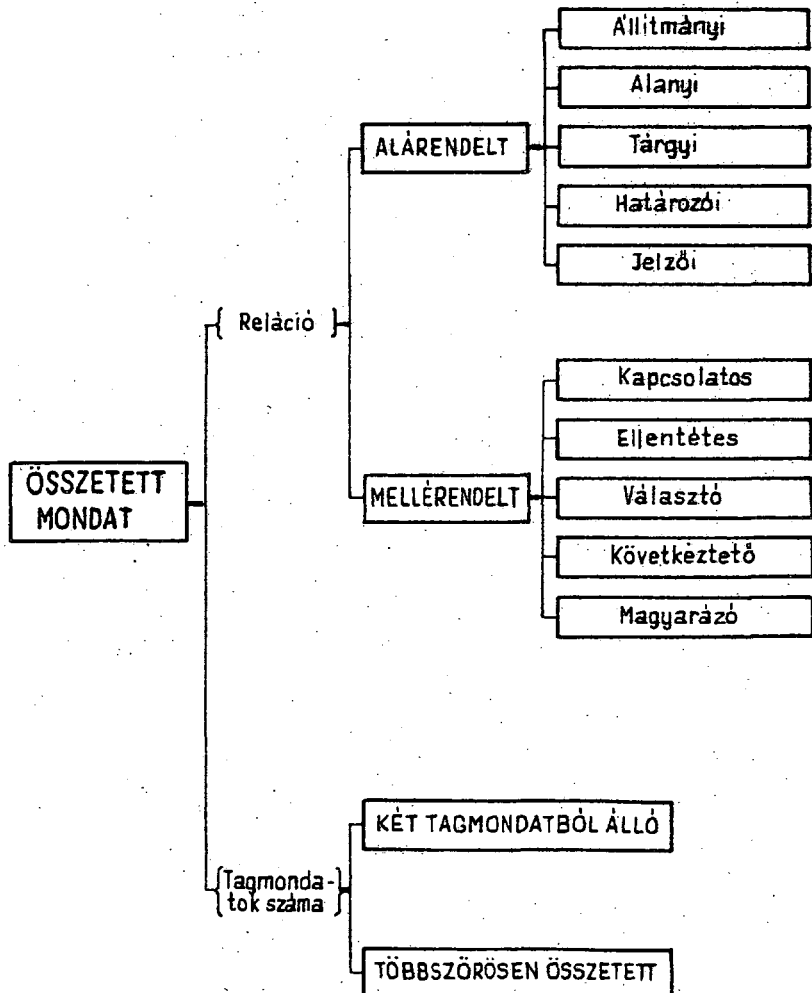 Állitmányi
Alanyi
ALÁRENDELT
Tárgyi
Határozói
Jelzői
{ Reláció }
Kapcsolatos
Ellentétes
ÖSSZETETT
MONDAT
MELLÉRENDELT
Választó
Következtető
Magyarázó
KÉT TAGMONDATBÓL ÁLLÓ
{ Tagmonda-
tok száma }
TÖBBSZÖRÖSEN ÖSSZETETT